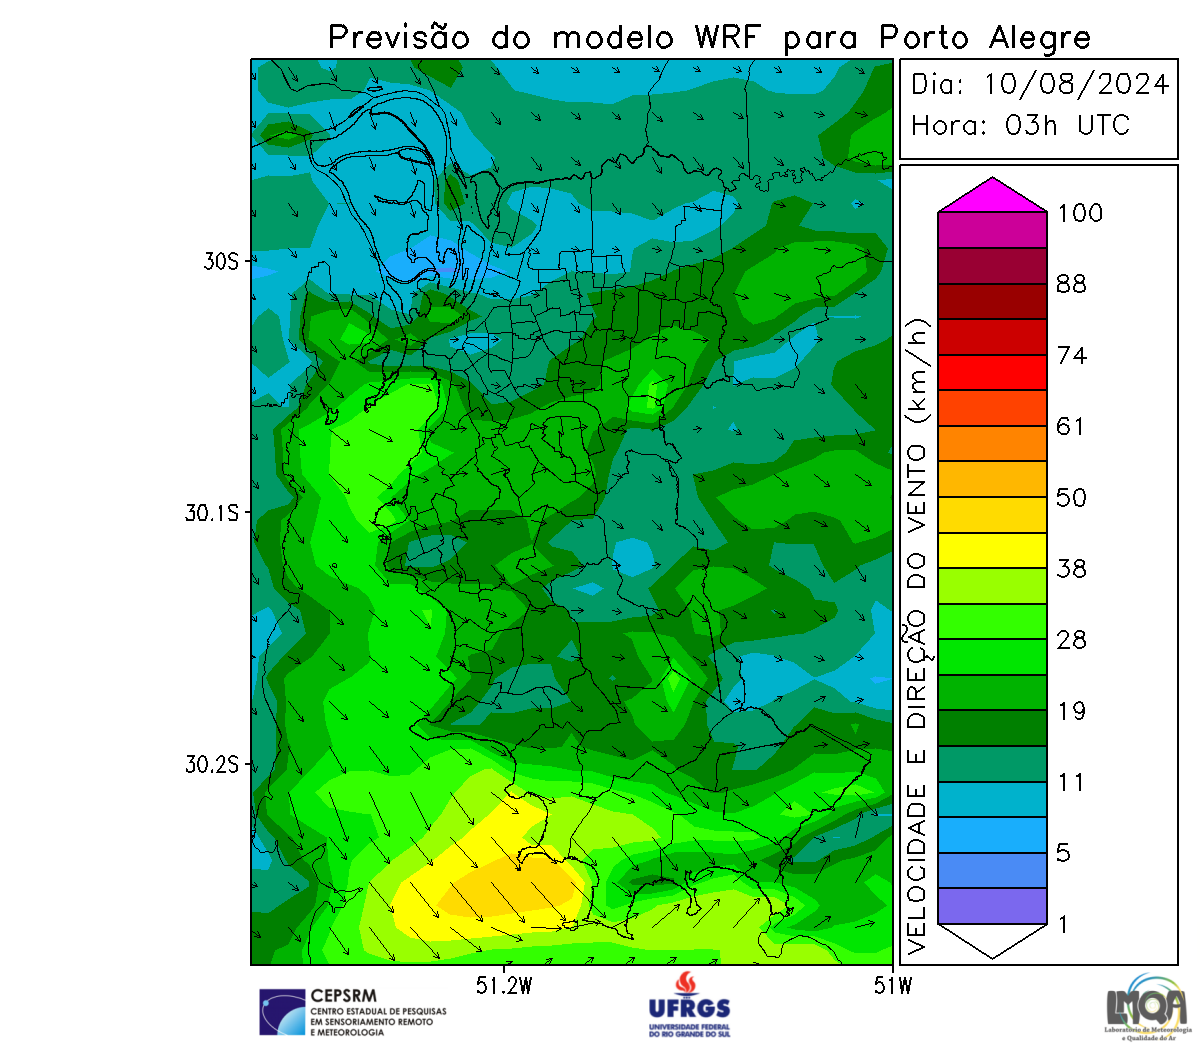 Previsão do modelo WRF para Porto Alegre
Dia: 10/08/2024
Hora: 03h UTC
30S
30.1S
30.2S
51.2W
51W
VELOCIDADE E DIREÇÃO DO VENTO (km/h)
100
88
74
61
50
38
28
19
11
5
1
CEPSRM
CENTRO ESTADUAL DE PESQUISAS
EM SENSORIAMENTO REMOTO
E METEOROLOGIA
UFRGS
UNIVERSIDADE FEDERAL
DO RIO GRANDE DO SUL
LMQA
Laboratório de Meteorologia
e Qualidade do Ar